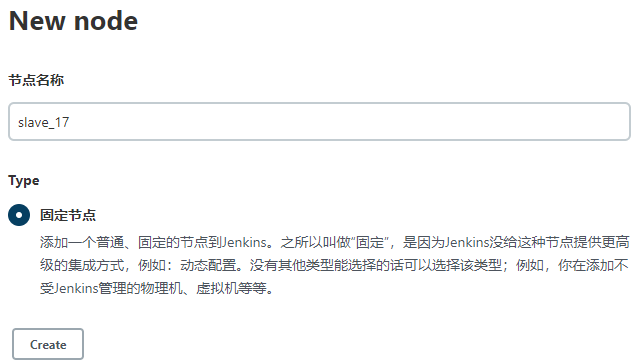 New node
节点名称
slave_17
Type
固定节点
添加一个普通、固定的节点到Jenkins。之所以叫做“固定”，是因为Jenkins没给这种节点提供更高
级的集成方式，例如：动态配置。没有其他类型能选择的话可以选择该类型；例如，你在添加不
受Jenkins管理的物理机、虚拟机等等。
Create